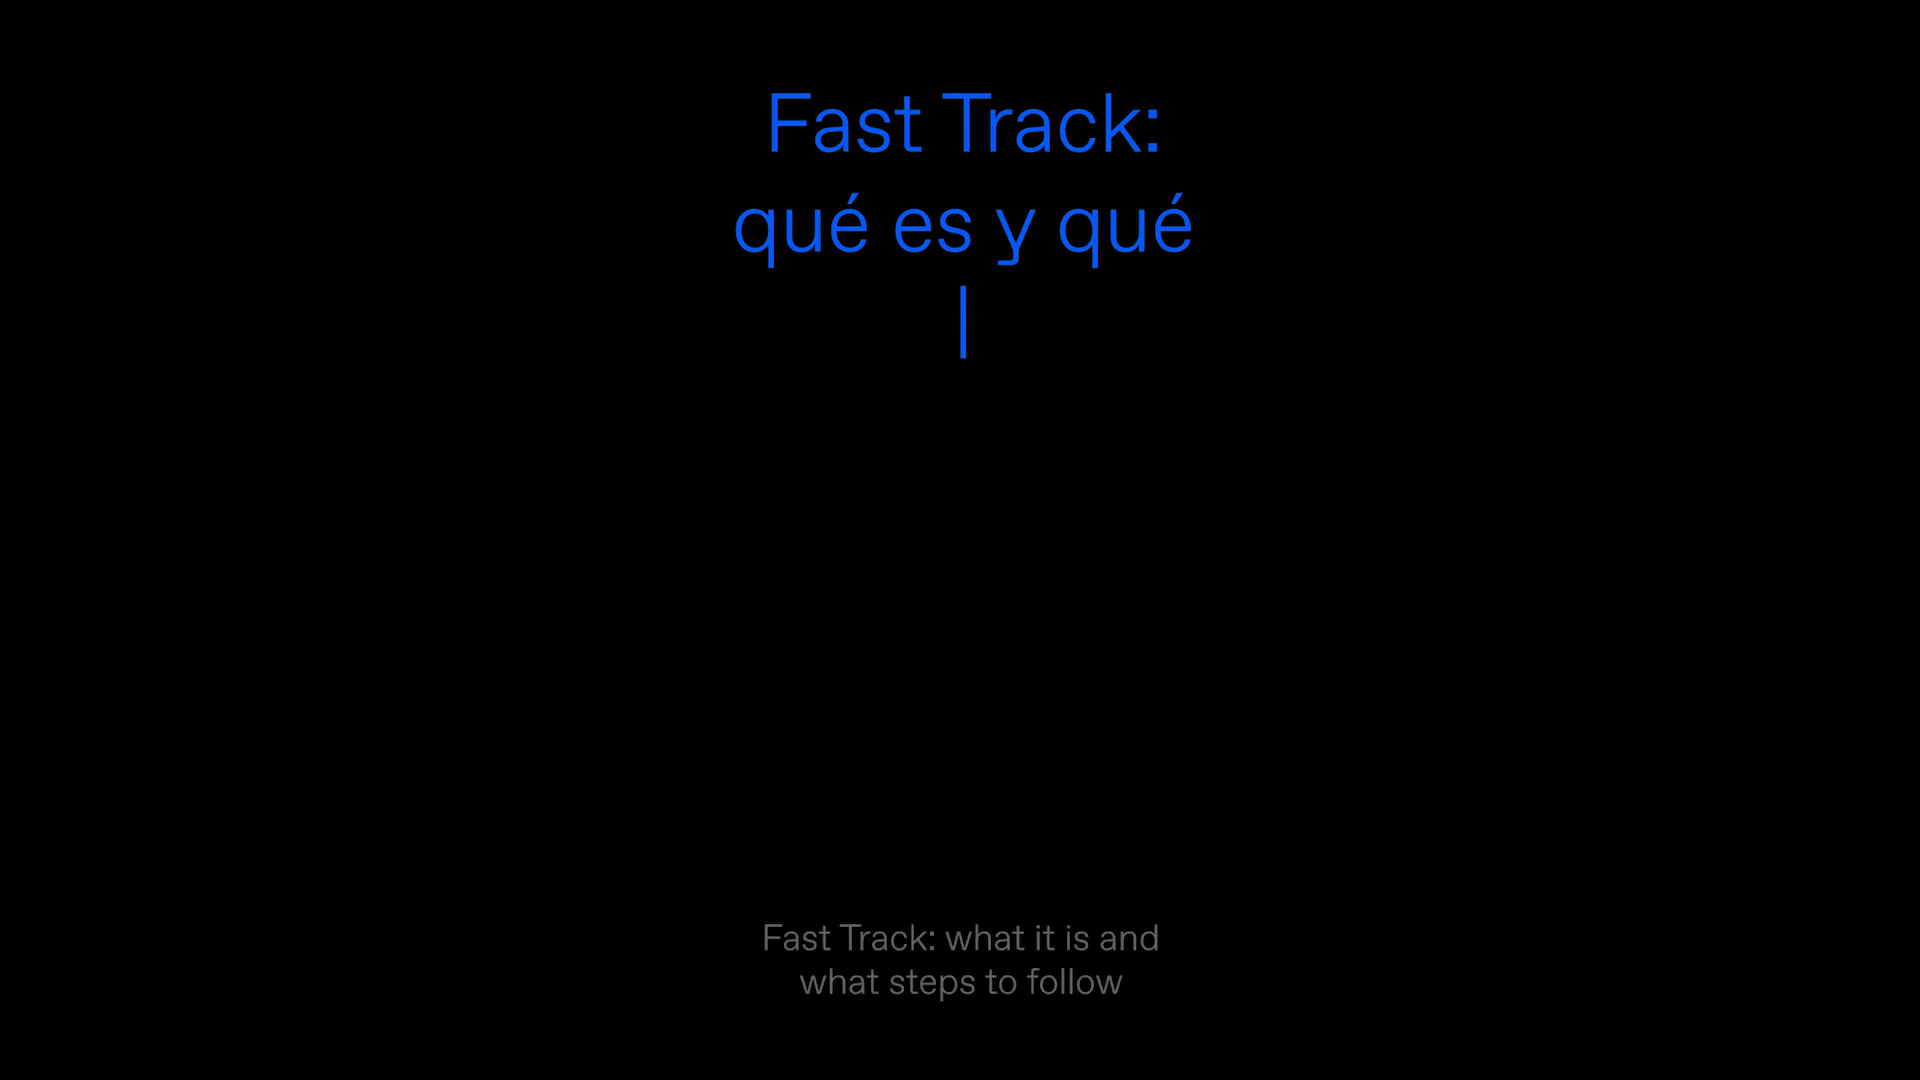 Fast Track:
qué es y qué
Fast Track: what it is and
what steps to follow